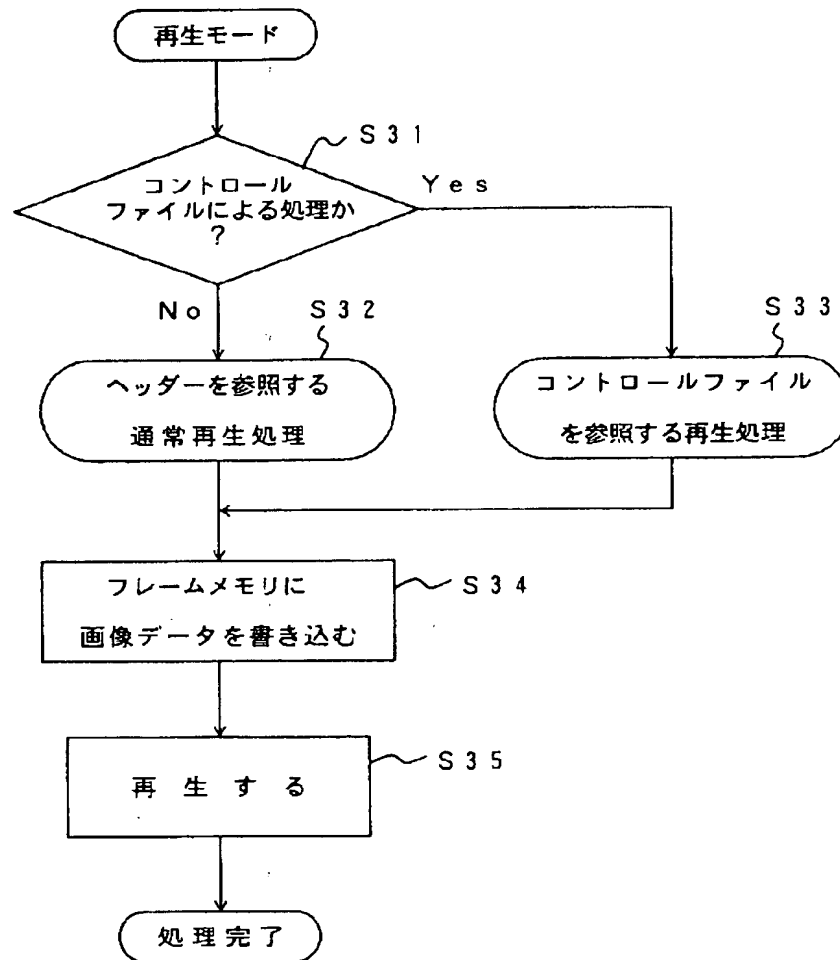 再生モード
S31
コントロール
ファイルによる処理か
?
Yes
No
S32
S33
ヘッダーを参照する
通常再生処理
コントロールファイル
を参照する再生処理
フレームメモリに
画像データを書き込む
S34
再生する
S35
処理完了